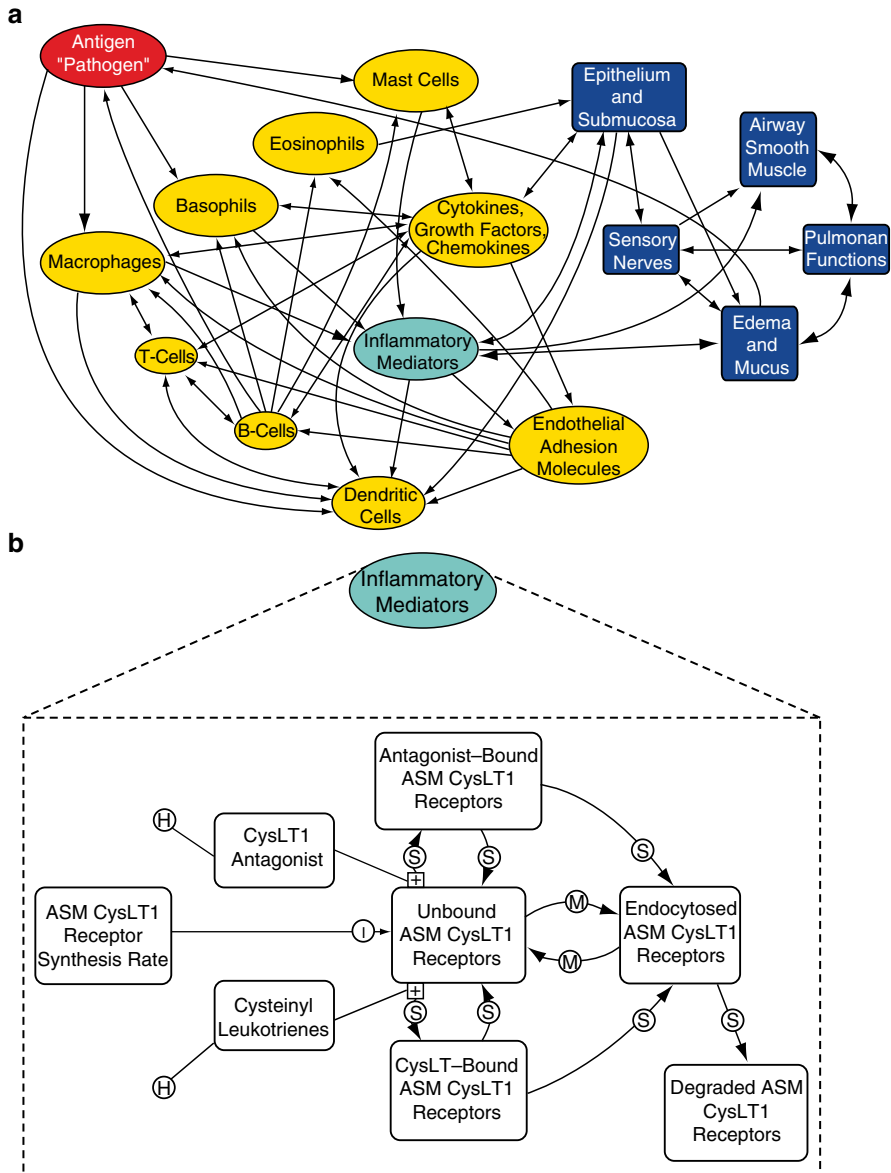 a
Antigen
"Pathogen"
Mast Cells
Epithelium
and
Submucosa
Eosinophils
Airway
Smooth
Muscle
Basophils
Cytokines,
Growth Factors,
Chemokines
Macrophages
Sensory
Nerves
Pulmonan
Functions
Inflammatory
Mediators
Edema
and
Mucus
T-Cells
B-Cells
Endothelial
Adhesion
Molecules
Dendritic
Cells
b
Inflammatory
Mediators
Antagonist–Bound
ASM CysLT1
Receptors
H
CysLT1
Antagonist
S
S
S
+
ASM CysLT1
Receptor
Synthesis Rate
I
Unbound
ASM CysLT1
Receptors
M
M
Endocytosed
ASM CysLT1
Receptors
Cysteinyl
Leukotrienes
+
S
S
S
S
H
CysLT–Bound
ASM CysLT1
Receptors
Degraded ASM
CysLT1
Receptors